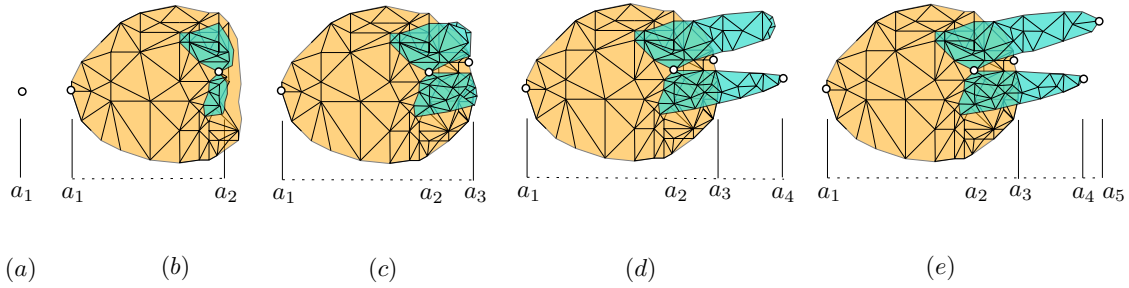 a₁ a₁ a₂ a₁ a₂ a₃ a₁ a₂ a₃ a₄ a₁ a₂ a₃ a₄ a₅
(a) (b) (c) (d) (e)